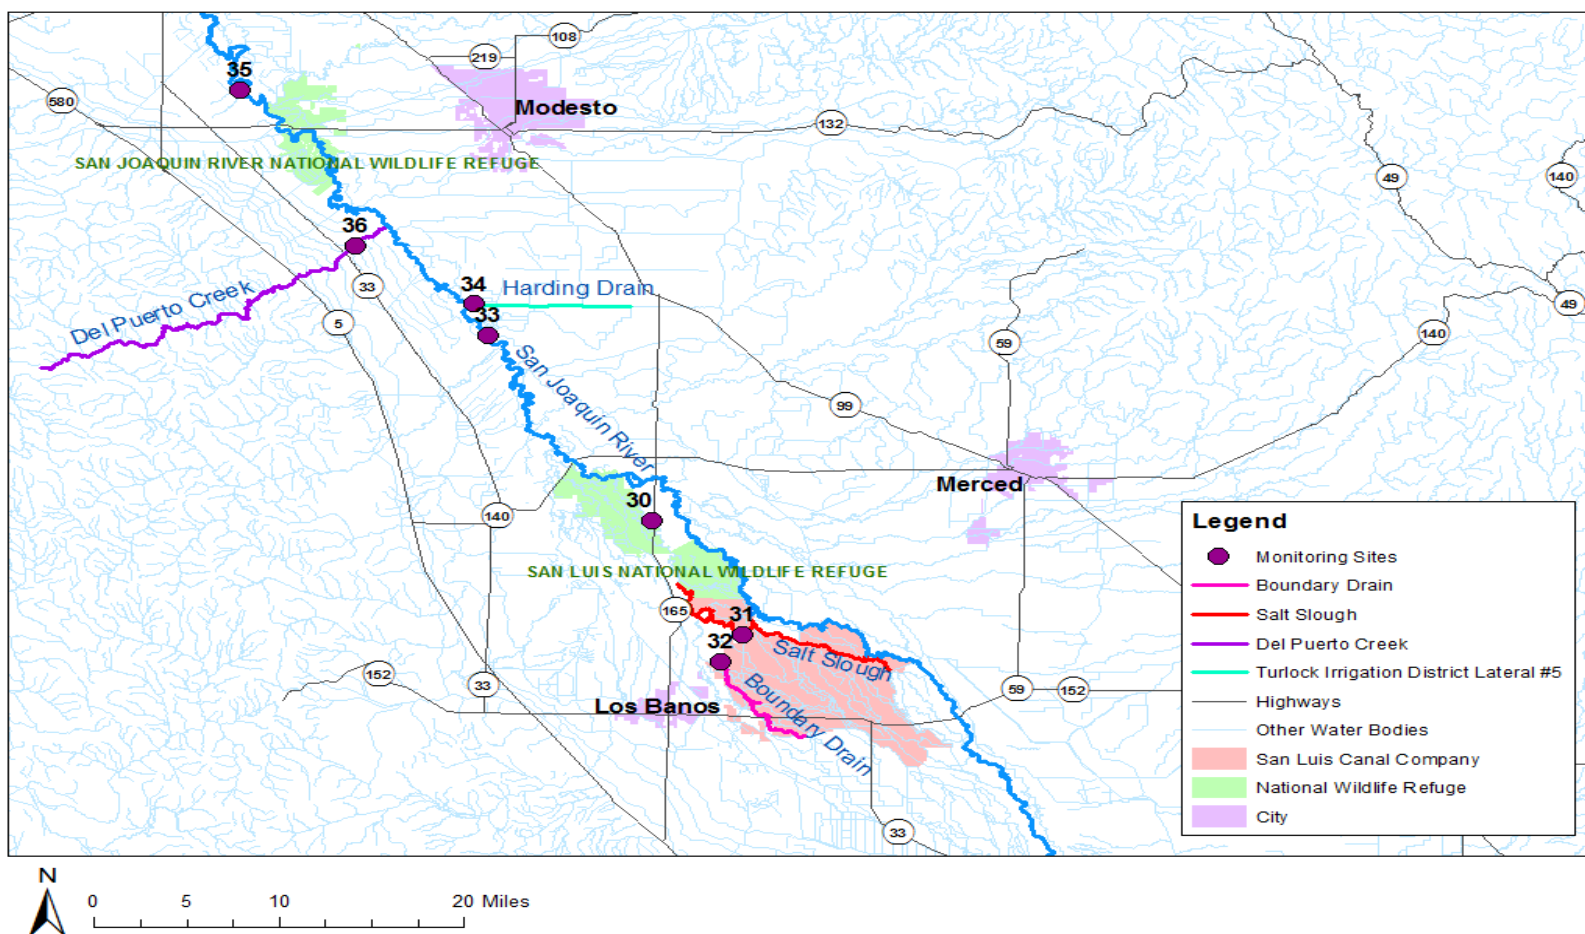 108
219
35
580
Modesto
132
SAN JOAQUIN RIVER NATIONAL WILDLIFE REFUGE
49
140
36
33
34
Harding Drain
Del Puerto Creek
5
33
49
140
59
San Joaquin River
99
Merced
30
140
SAN LUIS NATIONAL WILDLIFE REFUGE
165
31
32
Salt Slough
152
33
Los Banos
Boundary Drain
59
152
33
Legend
Monitoring Sites
Boundary Drain
Salt Slough
Del Puerto Creek
Turlock Irrigation District Lateral #5
Highways
Other Water Bodies
San Luis Canal Company
National Wildlife Refuge
City
N
0 5 10 20 Miles